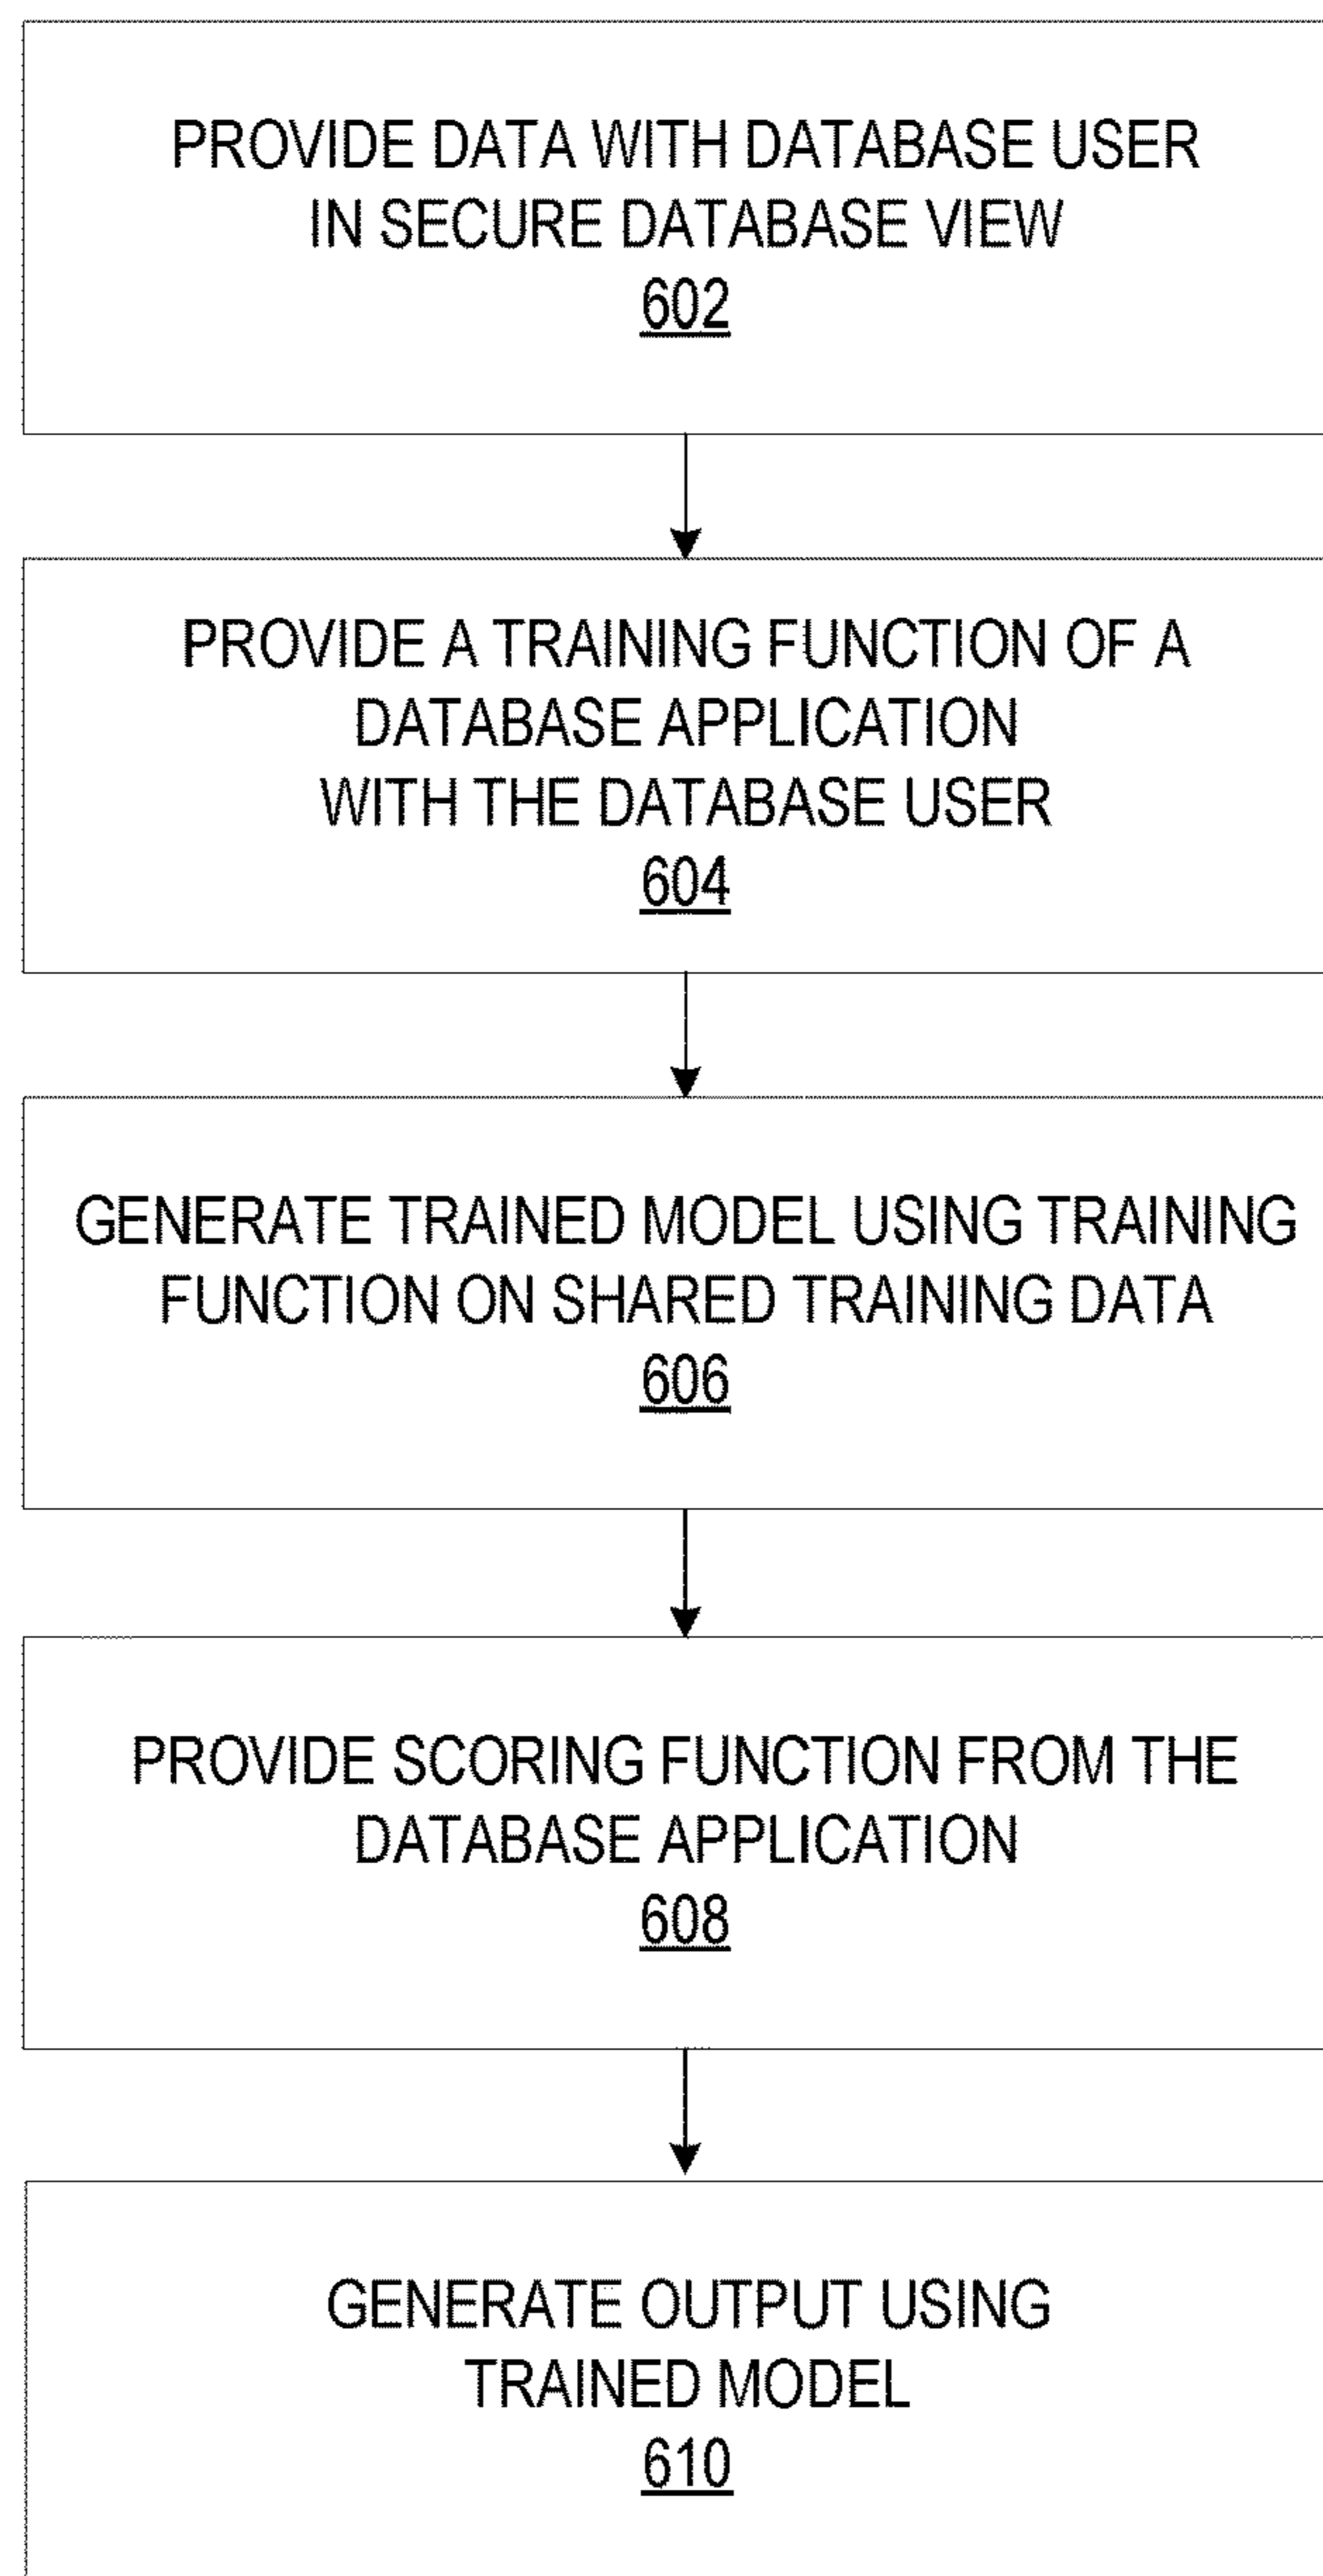 PROVIDE DATA WITH DATABASE USER
IN SECURE DATABASE VIEW
602
PROVIDE A TRAINING FUNCTION OF A
DATABASE APPLICATION
WITH THE DATABASE USER
604
GENERATE TRAINED MODEL USING TRAINING
FUNCTION ON SHARED TRAINING DATA
606
PROVIDE SCORING FUNCTION FROM THE
DATABASE APPLICATION
608
GENERATE OUTPUT USING
TRAINED MODEL
610